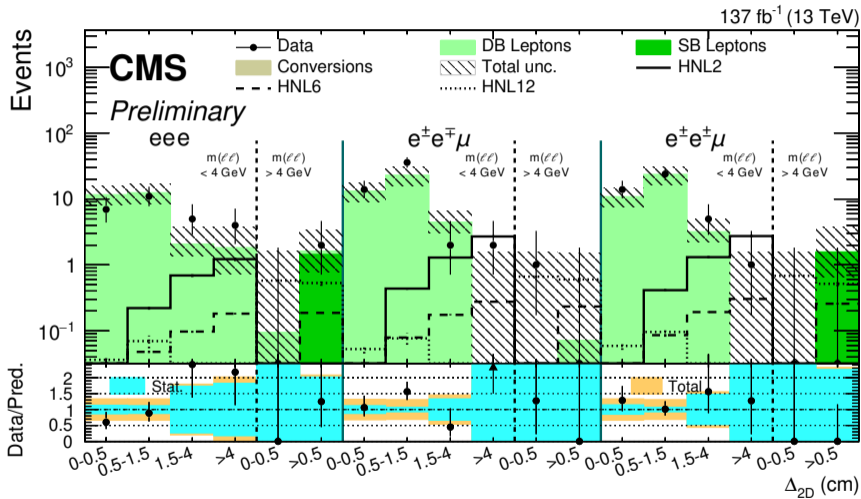 137 fb⁻¹ (13 TeV)
Events
CMS
Preliminary
Data
DB Leptons
SB Leptons
Conversions
Total unc.
HNL2
HNL6
HNL12
10³
10²
10
1
10⁻¹
eee
e±e∓μ
e±e±μ
m(ℓℓ) < 4 GeV
m(ℓℓ) > 4 GeV
m(ℓℓ) < 4 GeV
m(ℓℓ) > 4 GeV
m(ℓℓ) < 4 GeV
m(ℓℓ) > 4 GeV
Data/Pred.
2
1.5
1
0.5
0
Stat.
Total
0-0.5
0.5-1.5
1.5-4
>4
0-0.5
>0.5
0-0.5
0.5-1.5
1.5-4
>4
0-0.5
>0.5
0-0.5
0.5-1.5
1.5-4
>4
0-0.5
>0.5
Δ2D (cm)